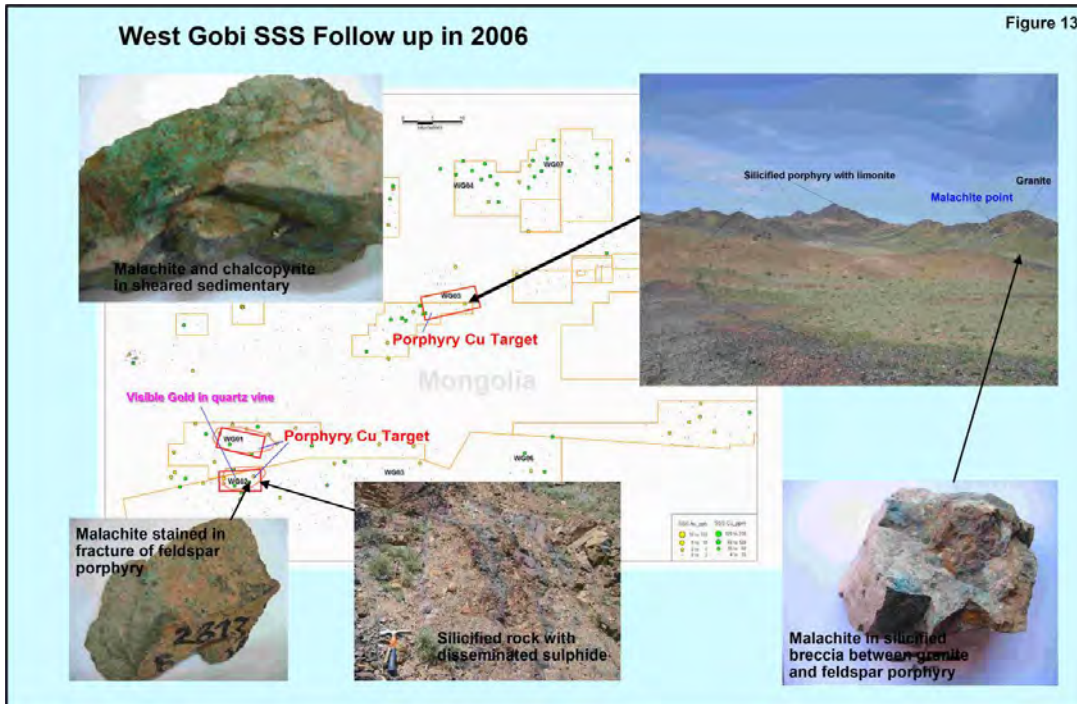 Figure 13
West Gobi SSS Follow up in 2006
WG07
WG04
Silicified porphyry with limonite
Granite
Malachite point
Malachite and chalcopyrite
in sheared sedimentary
WG05
Porphyry Cu Target
Mongolia
Visible Gold in quartz vine
WG01
Porphyry Cu Target
WG06
WG03
WG02
Malachite stained in
fracture of feldspar
porphyry
2813
Silicified rock with
disseminated sulphide
Malachite in silicified
breccia between granite
and feldspar porphyry